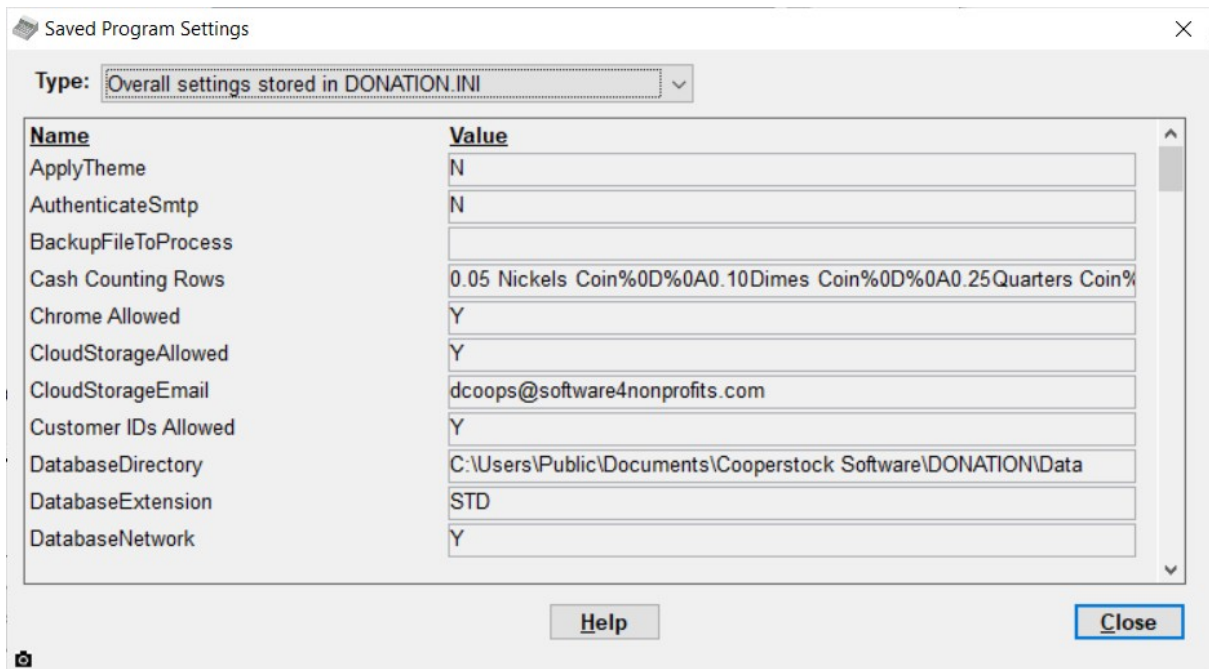 Saved Program Settings
Type: Overall settings stored in DONATION.INI
Name Value
ApplyTheme N
AuthenticateSmtp N
BackupFileToProcess
Cash Counting Rows 0.05 Nickels Coin%0D%0A0.10Dimes Coin%0D%0A0.25Quarters Coin%
Chrome Allowed Y
CloudStorageAllowed Y
CloudStorageEmail dcoops@software4nonprofits.com
Customer IDs Allowed Y
DatabaseDirectory C:\Users\Public\Documents\Cooperstock Software\DONATION\Data
DatabaseExtension STD
DatabaseNetwork Y
Help Close